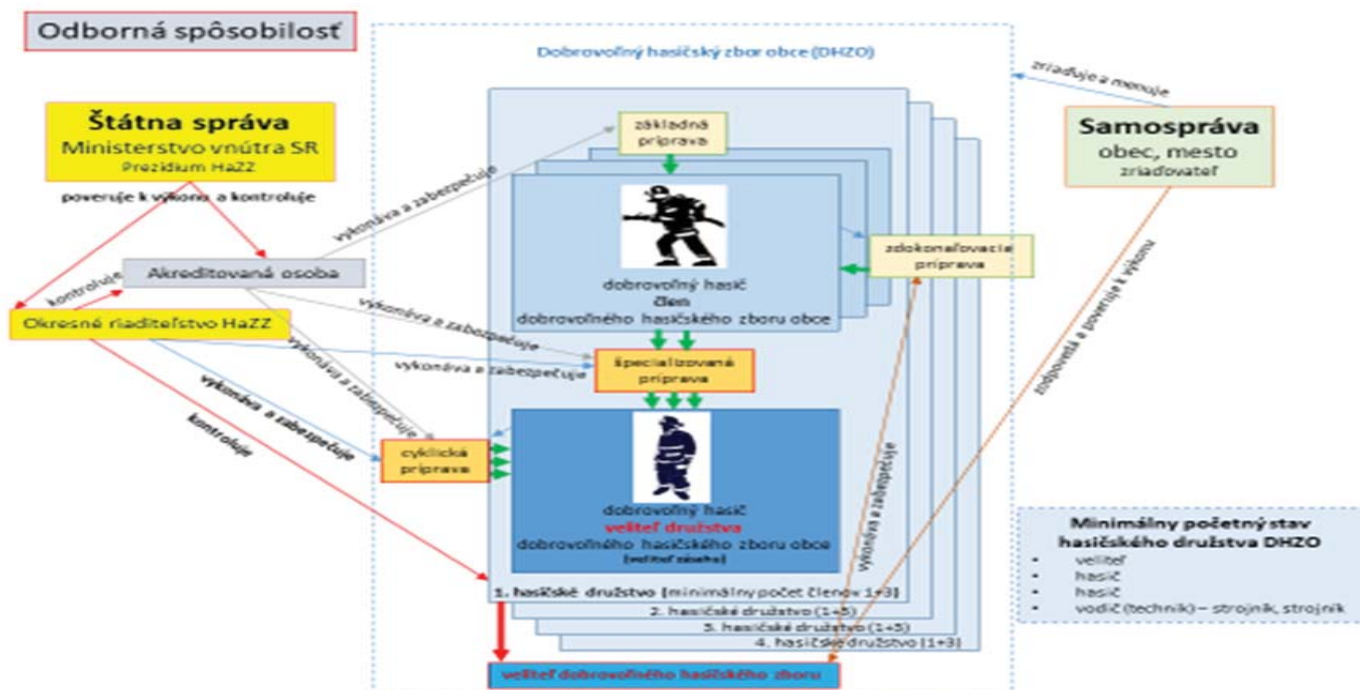 Odborná spôsobilosť
Dobrovoľný hasičský zbor obce (DHZO)
zriaďuje a menuje
Štátna správa
Ministerstvo vnútra SR
Prezídium HaZZ
poveruje k výkonu a kontroluje
Samospráva
obec, mesto
zriaďovateľ
základná
príprava
vykonáva a zabezpečuje
Akreditovaná osoba
kontroluje
Okresné riaditeľstvo HaZZ
dobrovoľný hasič
člen
dobrovoľného hasičského zboru obce
zdokonaľovacia
príprava
vykonáva a zabezpečuje
vykonáva a zabezpečuje
vykonáva a zabezpečuje
vykonáva a zabezpečuje
kontroluje
špecializovaná
príprava
cyklická
príprava
dobrovoľný hasič
veliteľ družstva
dobrovoľného hasičského zboru obce
(veliteľ zásahu)
vykonáva a zabezpečuje
zodpovedá a poveruje k výkonu
1. hasičské družstvo (minimálny počet členov 1+3)
2. hasičské družstvo (1+3)
3. hasičské družstvo (1+3)
4. hasičské družstvo (1+3)
veliteľ dobrovoľného hasičského zboru
Minimálny početný stav
hasičského družstva DHZO
• veliteľ
• hasič
• hasič
• vodič (technik) – strojník, strojník